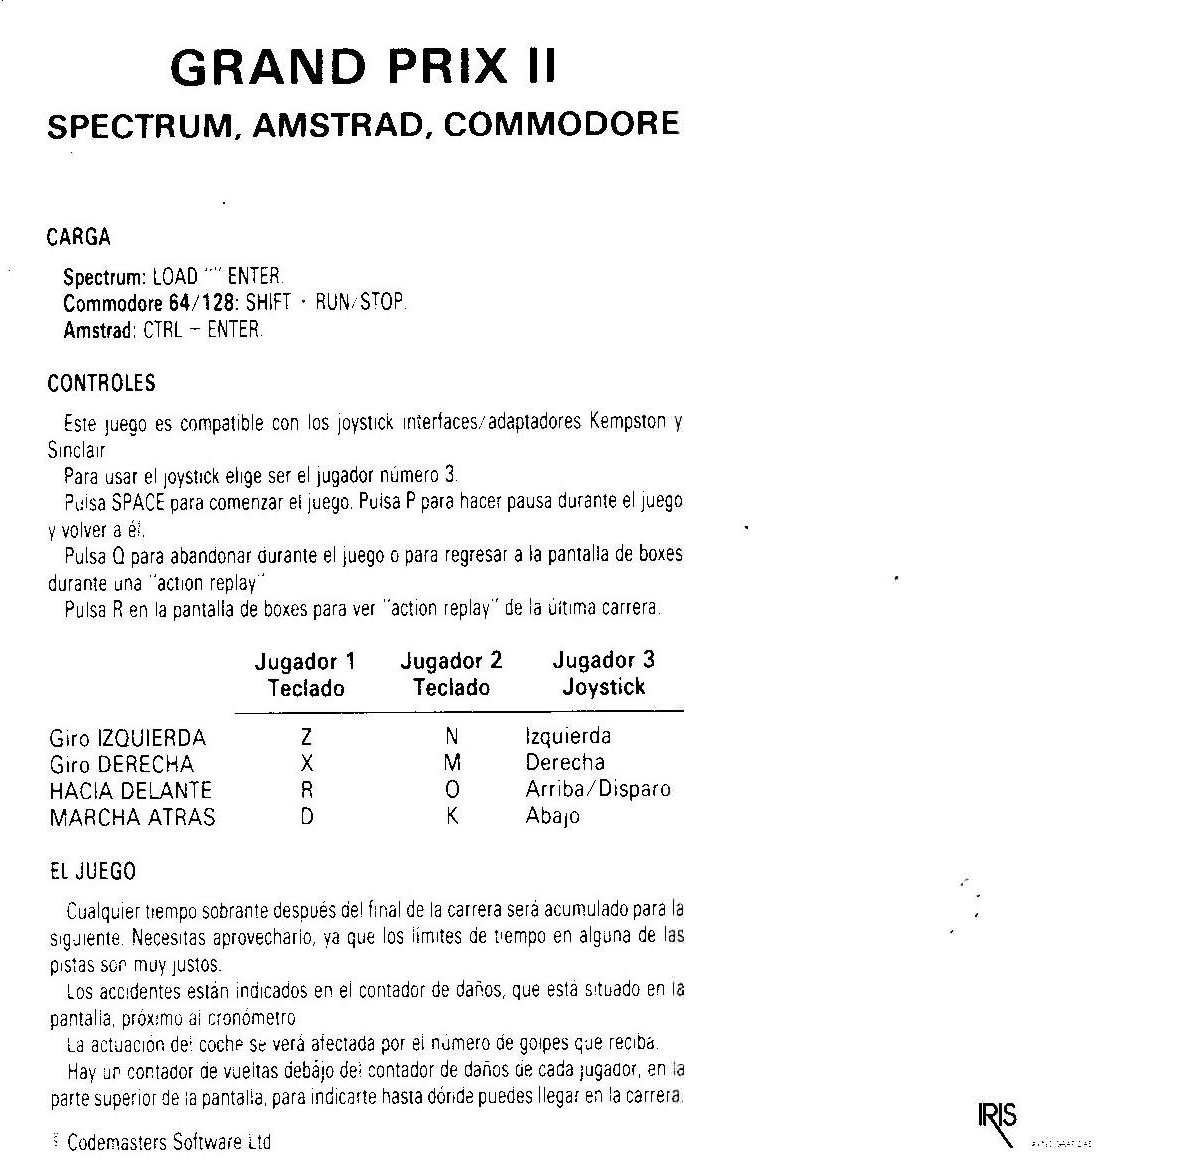 GRAND PRIX II
SPECTRUM, AMSTRAD, COMMODORE
CARGA
Spectrum: LOAD "" ENTER.
Commodore 64/128: SHIFT · RUN/STOP.
Amstrad: CTRL – ENTER.
CONTROLES
Este juego es compatible con los joystick interfaces/adaptadores Kempston y
Sinclair
Para usar el joystick elige ser el jugador número 3.
Pulsa SPACE para comenzar el juego. Pulsa P para hacer pausa durante el juego
y volver a él.
Pulsa Q para abandonar durante el juego o para regresar a la pantalla de boxes
durante una "action replay"
Pulsa R en la pantalla de boxes para ver "action replay" de la última carrera.
Jugador 1 Jugador 2 Jugador 3
Teclado Teclado Joystick
Giro IZQUIERDA Z N Izquierda
Giro DERECHA X M Derecha
HACIA DELANTE R O Arriba/Disparo
MARCHA ATRAS D K Abajo
EL JUEGO
Cualquier tiempo sobrante después del final de la carrera será acumulado para la
siguiente. Necesitas aprovecharlo, ya que los límites de tiempo en alguna de las
pistas son muy justos.
Los accidentes están indicados en el contador de daños, que está situado en la
pantalla, próximo al cronómetro
La actuación del coche se verá afectada por el número de golpes que reciba.
Hay un contador de vueltas debájo del contador de daños de cada jugador, en la
parte superior de la pantalla, para indicarte hasta dónde puedes llegar en la carrera.
Codemasters Software Ltd
IRIS